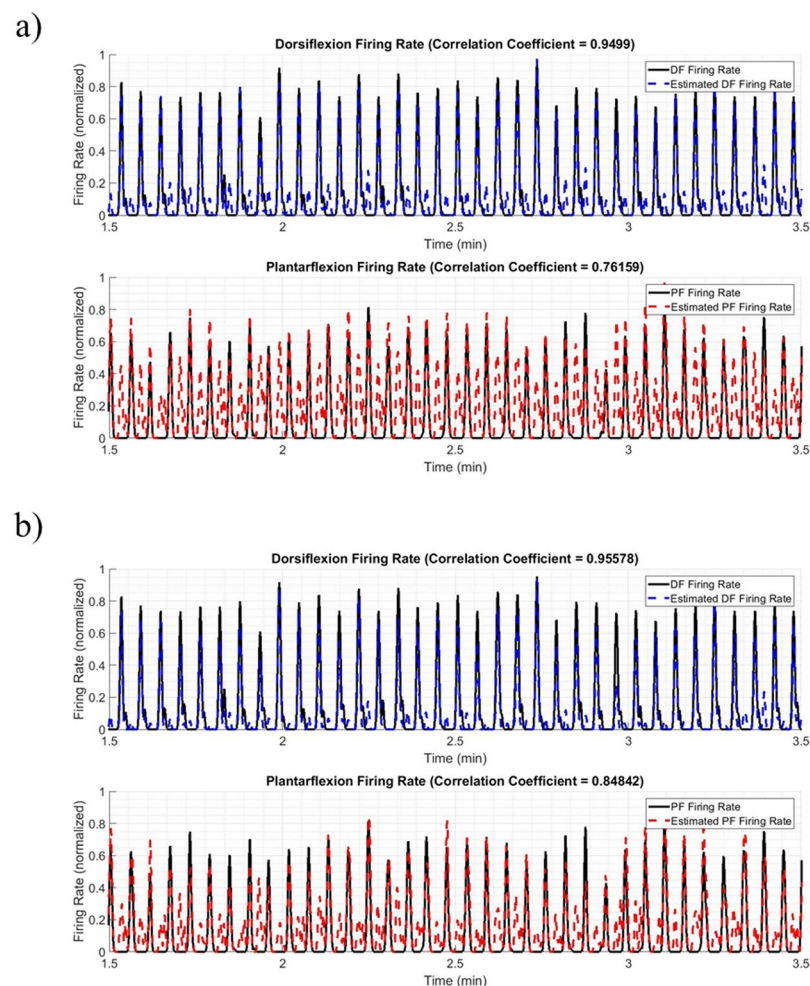 a)
Dorsiflexion Firing Rate (Correlation Coefficient = 0.9499)
Firing Rate (normalized)
1
0.8
0.6
0.4
0.2
0
DF Firing Rate
Estimated DF Firing Rate
1.5 2 2.5 3 3.5
Time (min)
Plantarflexion Firing Rate (Correlation Coefficient = 0.76159)
Firing Rate (normalized)
1
0.8
0.6
0.4
0.2
0
PF Firing Rate
Estimated PF Firing Rate
1.5 2 2.5 3 3.5
Time (min)
b)
Dorsiflexion Firing Rate (Correlation Coefficient = 0.95578)
Firing Rate (normalized)
1
0.8
0.6
0.4
0.2
0
DF Firing Rate
Estimated DF Firing Rate
1.5 2 2.5 3 3.5
Time (min)
Plantarflexion Firing Rate (Correlation Coefficient = 0.84842)
Firing Rate (normalized)
1
0.8
0.6
0.4
0.2
0
PF Firing Rate
Estimated PF Firing Rate
1.5 2 2.5 3 3.5
Time (min)